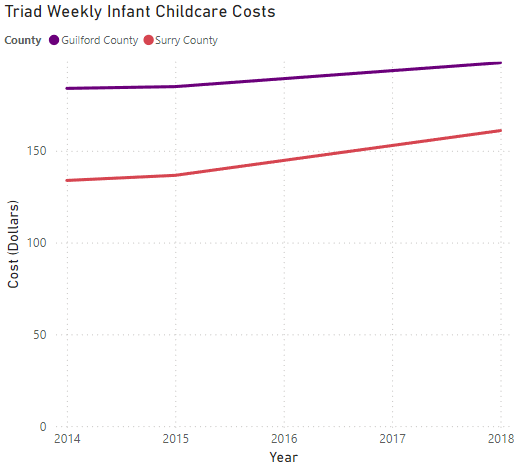 Triad Weekly Infant Childcare Costs
County Guilford County Surry County
150
100
50
0
Cost (Dollars)
2014 2015 2016 2017 2018
Year